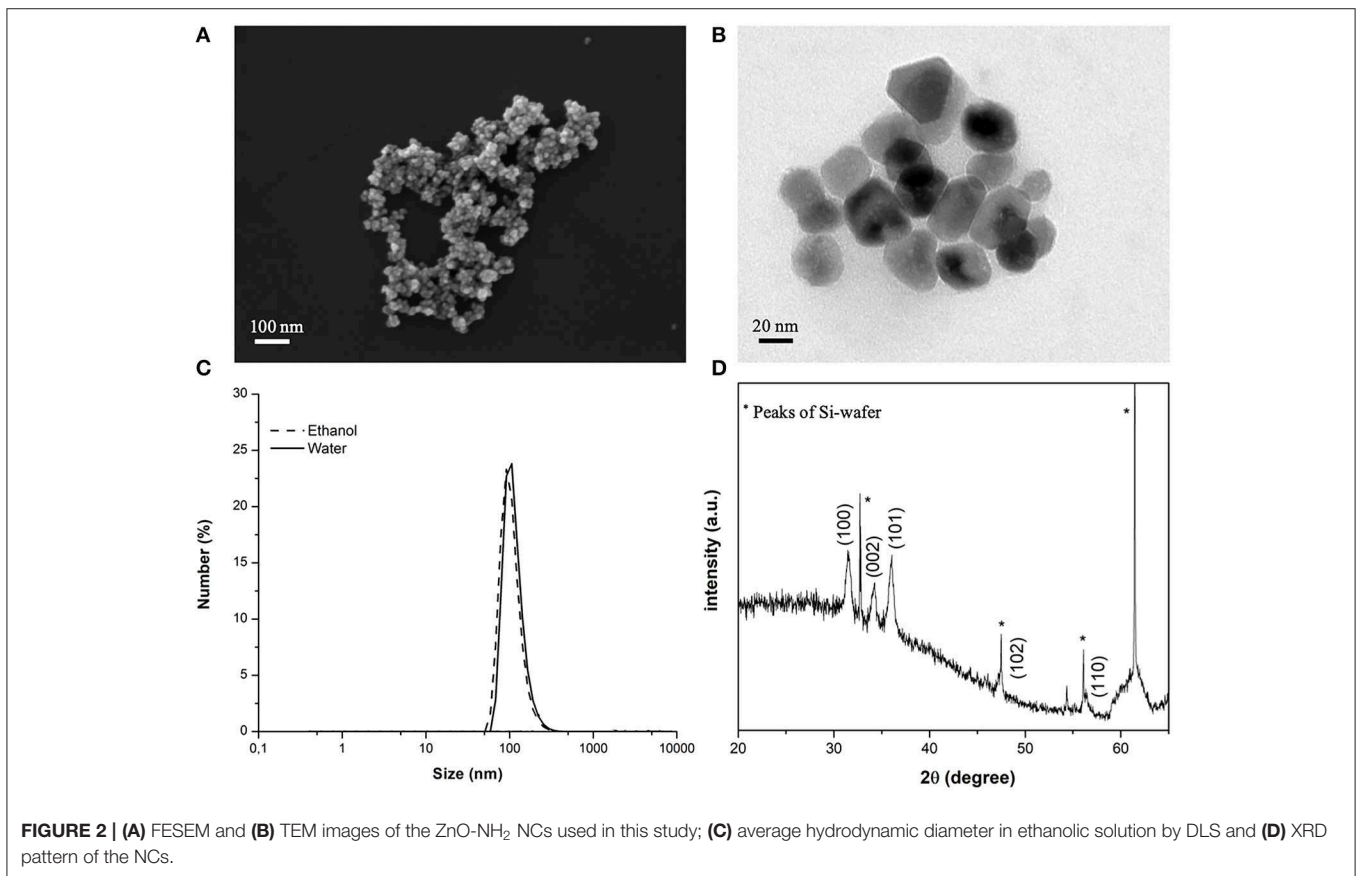 A
B
100 nm
20 nm
C
D
30
25
20
15
10
5
0
Number (%)
Ethanol
Water
0,1 1 10 100 1000 10000
Size (nm)
* Peaks of Si-wafer
*
(100)
*
(002)
(101)
*
(102)
*
(110)
intensity (a.u.)
20 30 40 50 60
2θ (degree)
FIGURE 2 | (A) FESEM and (B) TEM images of the ZnO-NH₂ NCs used in this study; (C) average hydrodynamic diameter in ethanolic solution by DLS and (D) XRD
pattern of the NCs.